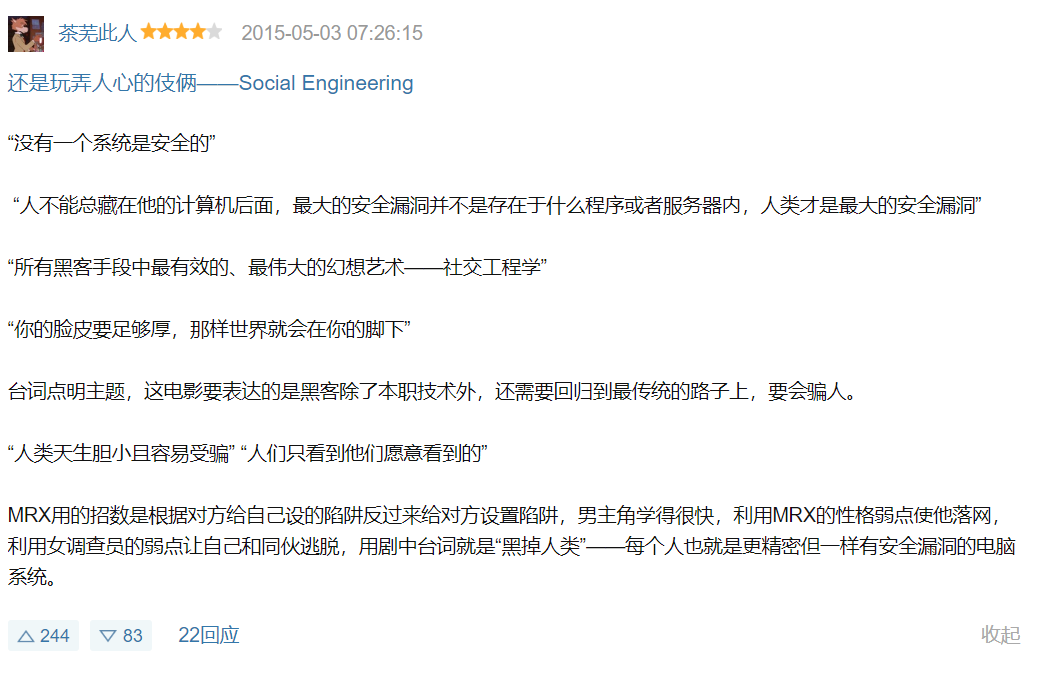 茶芜此人 2015-05-03 07:26:15
还是玩弄人心的伎俩——Social Engineering
“没有一个系统是安全的”
“人不能总藏在他的计算机后面，最大的安全漏洞并不是存在于什么程序或者服务器内，人类才是最大的安全漏洞”
“所有黑客手段中最有效的、最伟大的幻想艺术——社交工程学”
“你的脸皮要足够厚，那样世界就会在你的脚下”
台词点明主题，这电影要表达的是黑客除了本职技术外，还需要回归到最传统的路子上，要会骗人。
“人类天生胆小且容易受骗” “人们只看到他们愿意看到的”
MRX用的招数是根据对方给自己设的陷阱反过来给对方设置陷阱，男主角学得很快，利用MRX的性格弱点使他落网，
利用女调查员的弱点让自己和同伙逃脱，用剧中台词就是“黑掉人类”——每个人也就是更精密但一样有安全漏洞的电脑
系统。
244 83 22回应 收起